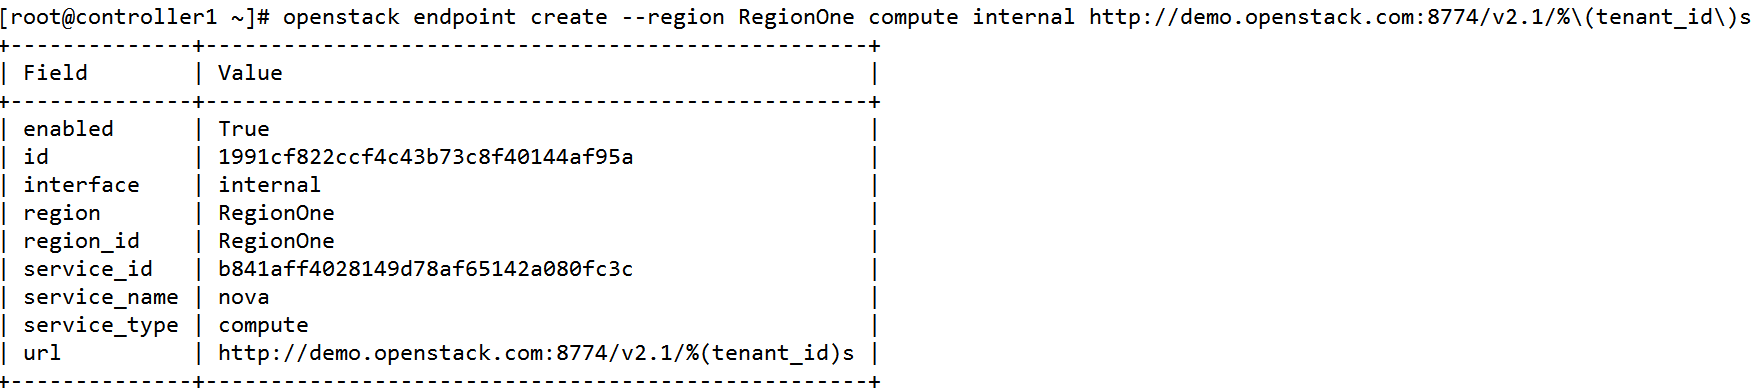 [root@controller1 ~]# openstack endpoint create --region RegionOne compute internal http://demo.openstack.com:8774/v2.1/%\(tenant_id\)s
+--------------+---------------------------------------------------+
| Field        | Value                                             |
+--------------+---------------------------------------------------+
| enabled      | True                                              |
| id           | 1991cf822ccf4c43b73c8f40144af95a                  |
| interface    | internal                                          |
| region       | RegionOne                                         |
| region_id    | RegionOne                                         |
| service_id   | b841aff4028149d78af65142a080fc3c                  |
| service_name | nova                                              |
| service_type | compute                                           |
| url          | http://demo.openstack.com:8774/v2.1/%(tenant_id)s |
+--------------+---------------------------------------------------+